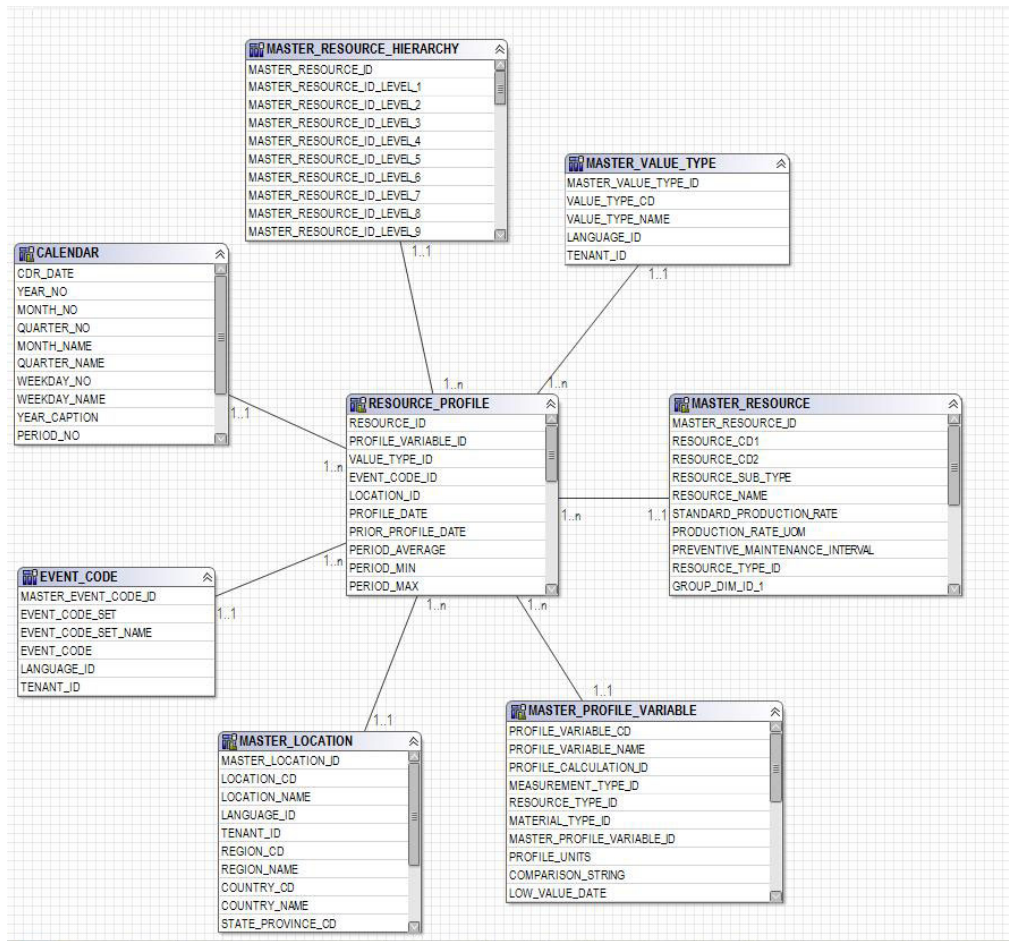 MASTER_RESOURCE_HIERARCHY
MASTER_RESOURCE_ID
MASTER_RESOURCE_ID_LEVEL_1
MASTER_RESOURCE_ID_LEVEL_2
MASTER_RESOURCE_ID_LEVEL_3
MASTER_RESOURCE_ID_LEVEL_4
MASTER_RESOURCE_ID_LEVEL_5
MASTER_RESOURCE_ID_LEVEL_6
MASTER_RESOURCE_ID_LEVEL_7
MASTER_RESOURCE_ID_LEVEL_8
MASTER_RESOURCE_ID_LEVEL_9
1..1
MASTER_VALUE_TYPE
MASTER_VALUE_TYPE_ID
VALUE_TYPE_CD
VALUE_TYPE_NAME
LANGUAGE_ID
TENANT_ID
1..1
CALENDAR
CDR_DATE
YEAR_NO
MONTH_NO
QUARTER_NO
MONTH_NAME
QUARTER_NAME
WEEKDAY_NO
WEEKDAY_NAME
YEAR_CAPTION
PERIOD_NO
1..1
1..n
1..n
1..n
RESOURCE_PROFILE
RESOURCE_ID
PROFILE_VARIABLE_ID
VALUE_TYPE_ID
EVENT_CODE_ID
LOCATION_ID
PROFILE_DATE
PRIOR_PROFILE_DATE
PERIOD_AVERAGE
PERIOD_MIN
PERIOD_MAX
1..n
1..1
MASTER_RESOURCE
MASTER_RESOURCE_ID
RESOURCE_CD1
RESOURCE_CD2
RESOURCE_SUB_TYPE
RESOURCE_NAME
STANDARD_PRODUCTION_RATE
PRODUCTION_RATE_UOM
PREVENTIVE_MAINTENANCE_INTERVAL
RESOURCE_TYPE_ID
GROUP_DIM_ID_1
1..n
EVENT_CODE
MASTER_EVENT_CODE_ID
EVENT_CODE_SET
EVENT_CODE_SET_NAME
EVENT_CODE
LANGUAGE_ID
TENANT_ID
1..1
1..n
1..n
1..1
MASTER_LOCATION
MASTER_LOCATION_ID
LOCATION_CD
LOCATION_NAME
LANGUAGE_ID
TENANT_ID
REGION_CD
REGION_NAME
COUNTRY_CD
COUNTRY_NAME
STATE_PROVINCE_CD
1..1
MASTER_PROFILE_VARIABLE
PROFILE_VARIABLE_CD
PROFILE_VARIABLE_NAME
PROFILE_CALCULATION_ID
MEASUREMENT_TYPE_ID
RESOURCE_TYPE_ID
MATERIAL_TYPE_ID
MASTER_PROFILE_VARIABLE_ID
PROFILE_UNITS
COMPARISON_STRING
LOW_VALUE_DATE